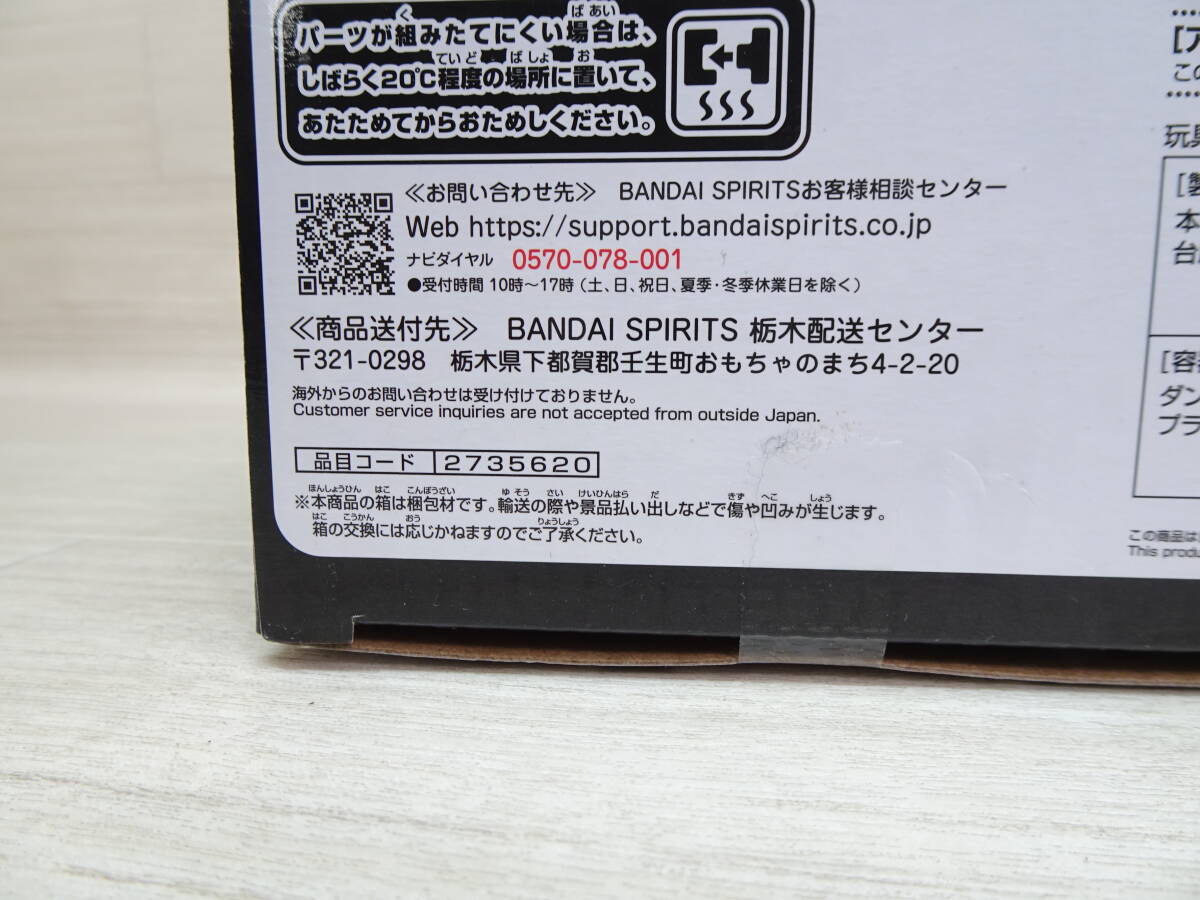 パーツが組みたてにくい場合は、
しばらく20℃程度の場所に置いて、
あたためてからおためしください。
≪お問い合わせ先≫ BANDAI SPIRITSお客様相談センター
Web https://support.bandaispirits.co.jp
ナビダイヤル 0570-078-001
●受付時間 10時～17時（土、日、祝日、夏季・冬季休業日を除く）
≪商品送付先≫ BANDAI SPIRITS 栃木配送センター
〒321-0298 栃木県下都賀郡壬生町おもちゃのまち4-2-20
海外からのお問い合わせは受け付けておりません。
Customer service inquiries are not accepted from outside Japan.
品目コード 2735620
※本商品の箱は梱包材です。輸送の際や景品払い出しなどで傷や凹みが生じます。
箱の交換には応じかねますのでご了承ください。
[ア
この
玩具
本
台
[容
ダン
プラ
この商品は
This produ